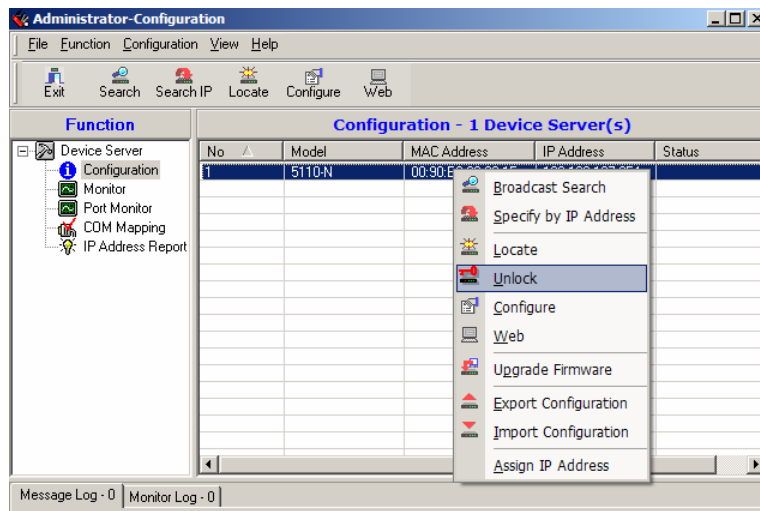 Administrator-Configuration
File Function Configuration View Help
Exit Search Search IP Locate Configure Web
Function
Configuration - 1 Device Server(s)
Device Server
Configuration
Monitor
Port Monitor
COM Mapping
IP Address Report
No Model MAC Address IP Address Status
1 5110-N
Broadcast Search
Specify by IP Address
Locate
Unlock
Configure
Web
Upgrade Firmware
Export Configuration
Import Configuration
Assign IP Address
Message Log - 0 Monitor Log - 0